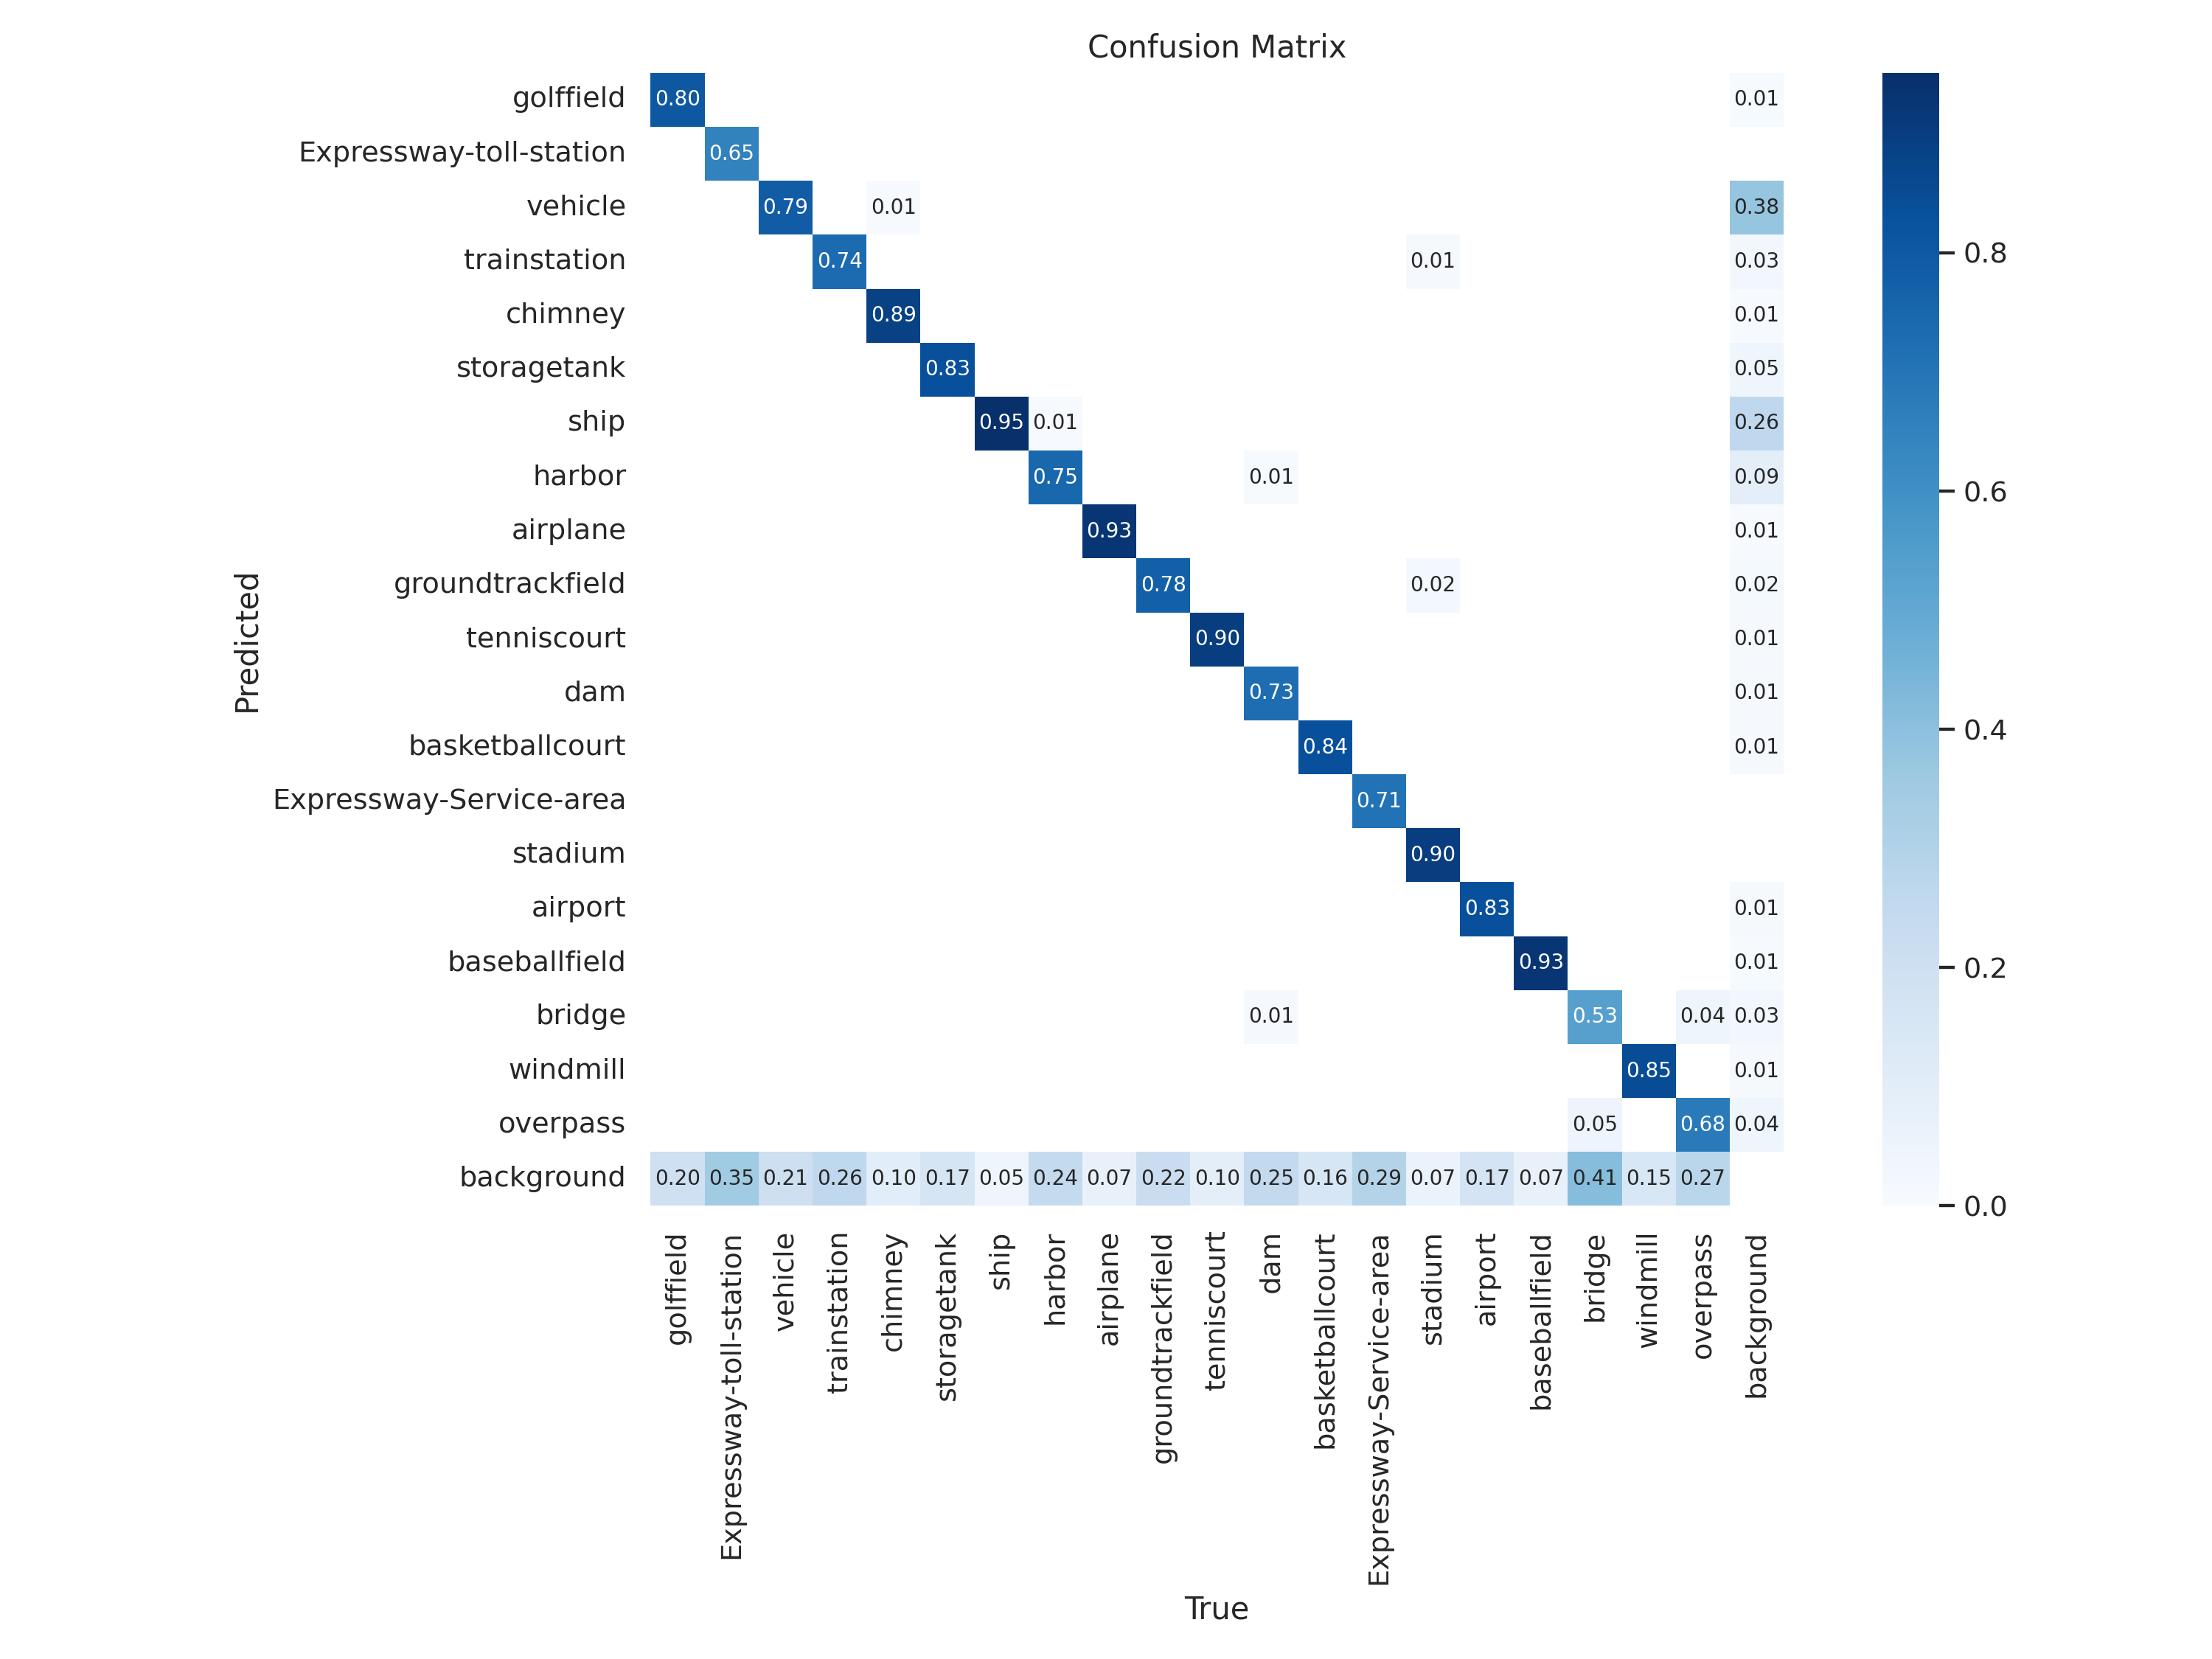 Confusion Matrix
golffield 0.80 0.01
Expressway-toll-station 0.65
vehicle 0.79 0.01 0.38
trainstation 0.74 0.01 0.03
chimney 0.89 0.01
storagetank 0.83 0.05
ship 0.95 0.01 0.26
harbor 0.75 0.01 0.09
airplane 0.93 0.01
groundtrackfield 0.78 0.02 0.02
tenniscourt 0.90 0.01
dam 0.73 0.01
basketballcourt 0.84 0.01
Expressway-Service-area 0.71
stadium 0.90
airport 0.83 0.01
baseballfield 0.93 0.01
bridge 0.01 0.53 0.04 0.03
windmill 0.85 0.01
overpass 0.05 0.68 0.04
background 0.20 0.35 0.21 0.26 0.10 0.17 0.05 0.24 0.07 0.22 0.10 0.25 0.16 0.29 0.07 0.17 0.07 0.41 0.15 0.27
Predicted
golffield
Expressway-toll-station
vehicle
trainstation
chimney
storagetank
ship
harbor
airplane
groundtrackfield
tenniscourt
dam
basketballcourt
Expressway-Service-area
stadium
airport
baseballfield
bridge
windmill
overpass
background
True
0.8
0.6
0.4
0.2
0.0